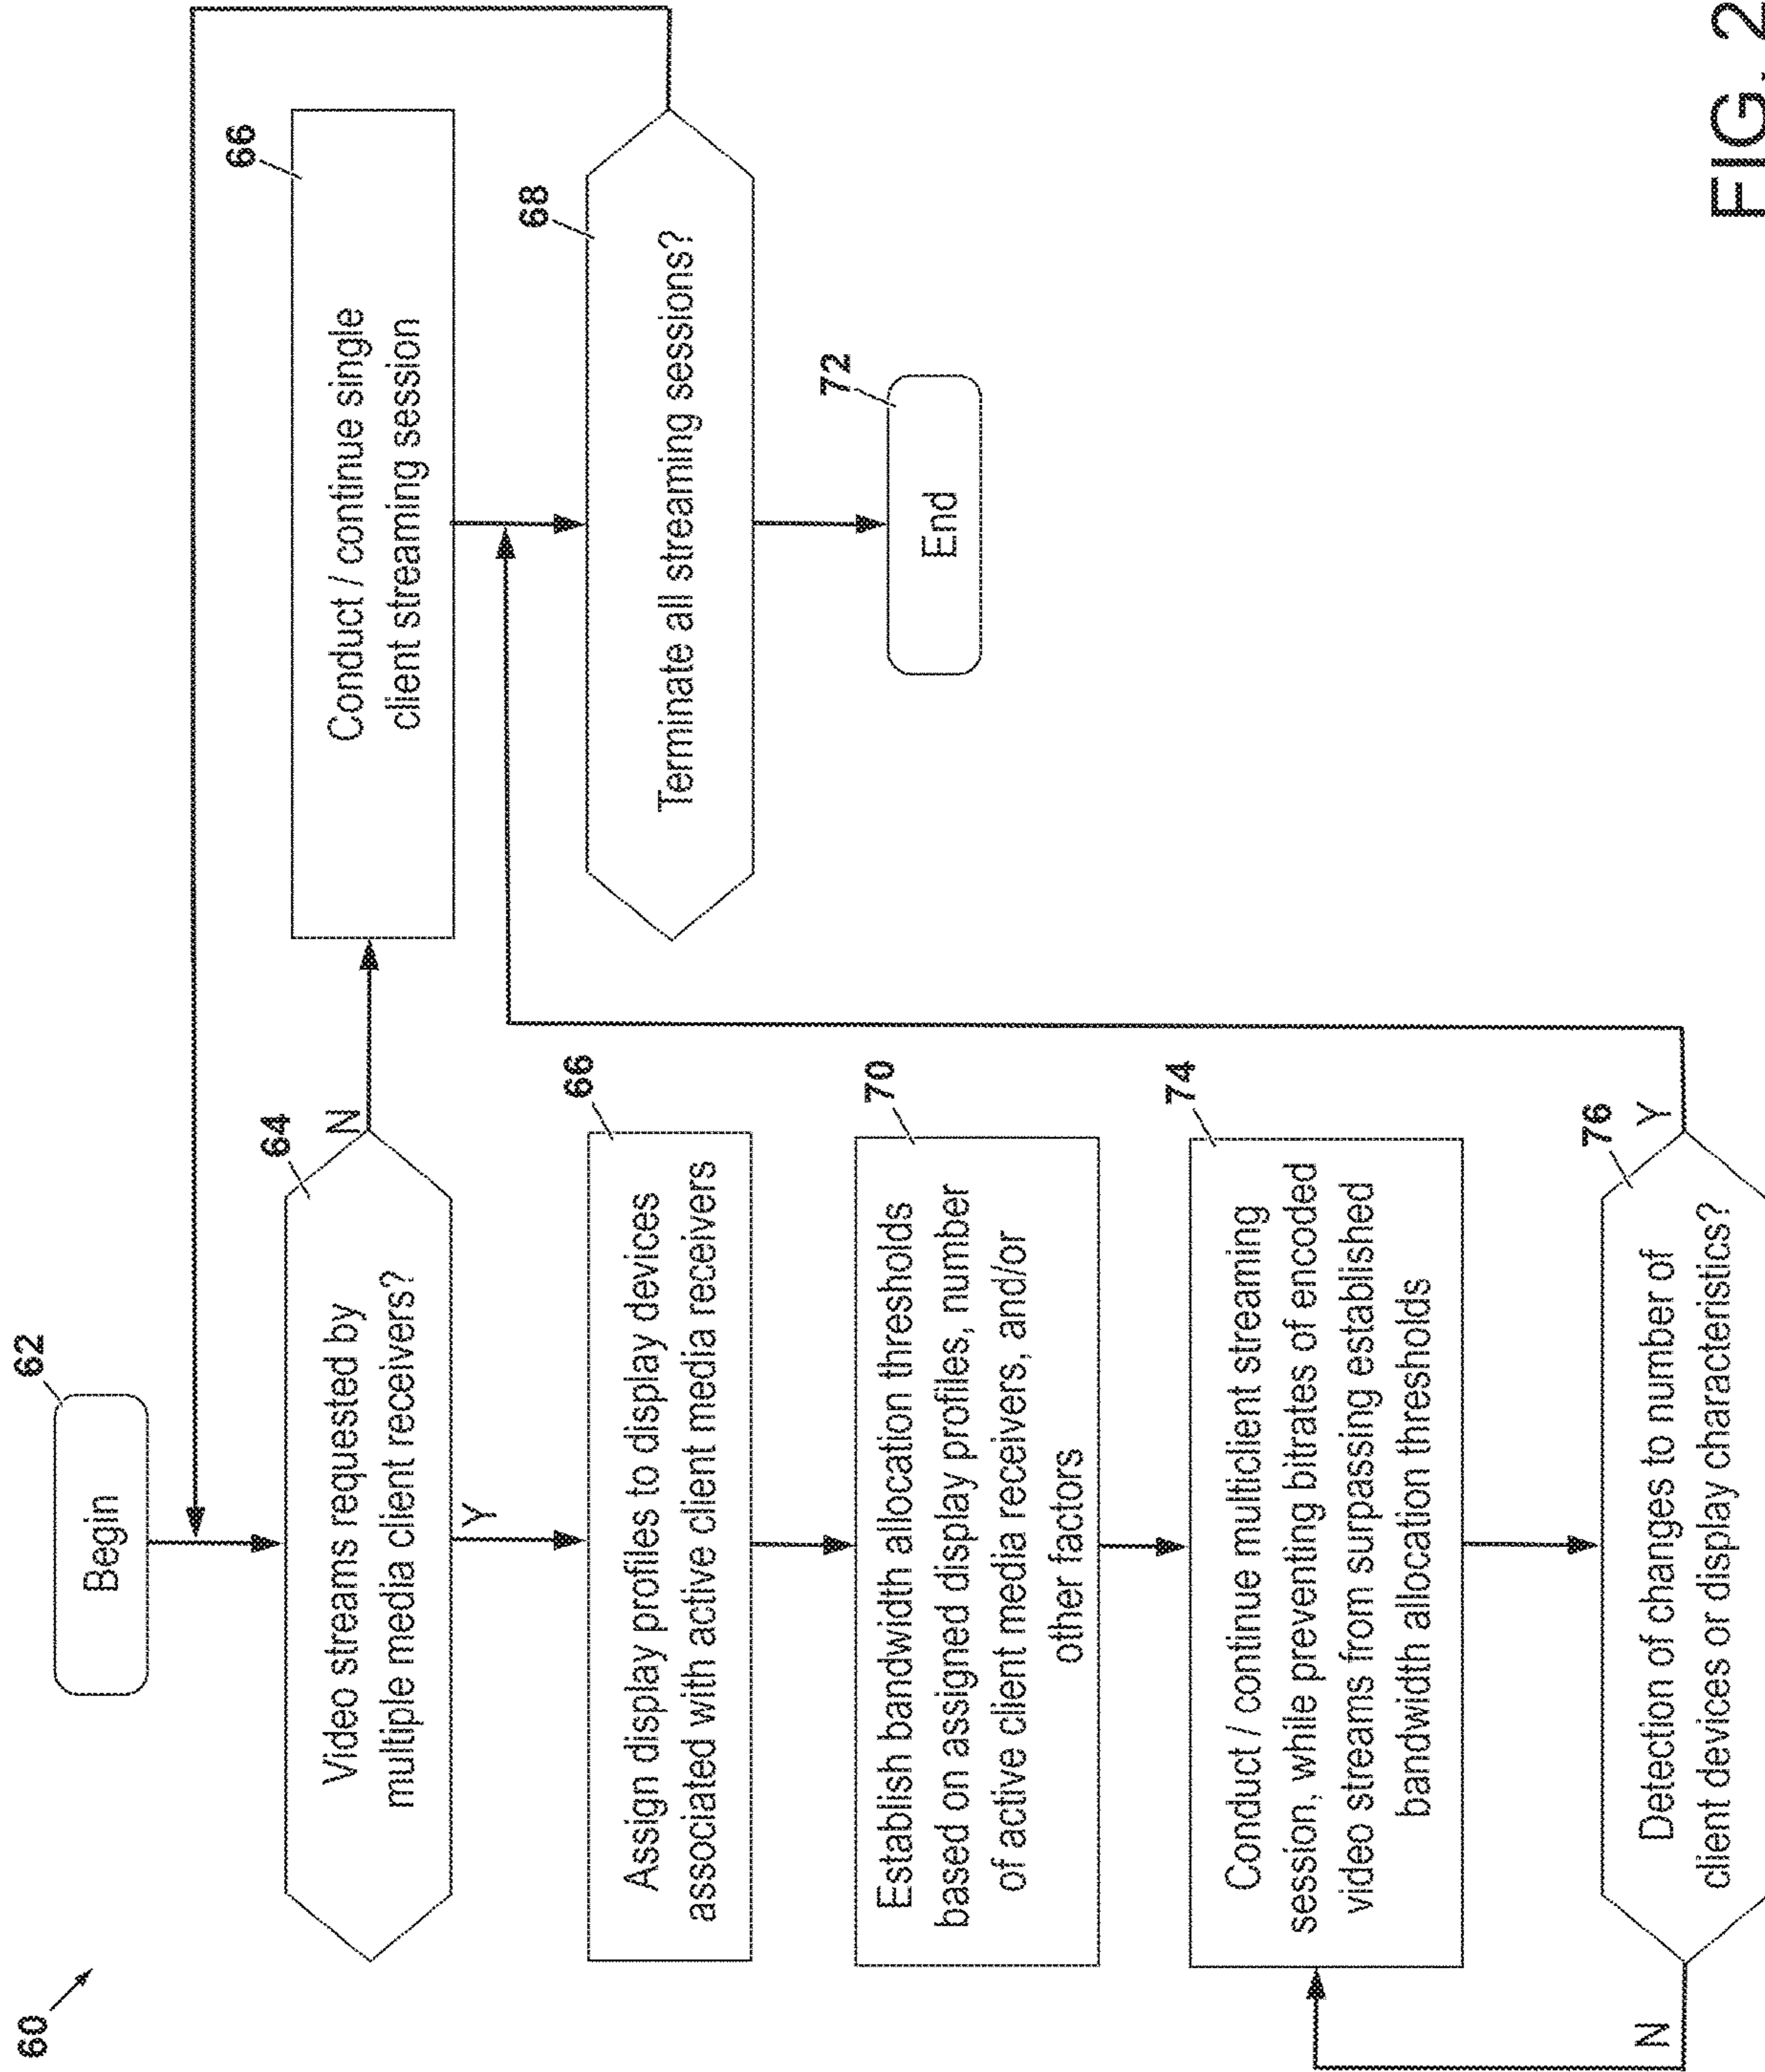 60
62
Begin
64
Video streams requested by
multiple media client receivers?
N
Y
66
Conduct / continue single
client streaming session
68
Terminate all streaming sessions?
72
End
66
Assign display profiles to display devices
associated with active client media receivers
70
Establish bandwidth allocation thresholds
based on assigned display profiles, number
of active client media receivers, and/or
other factors
74
Conduct / continue multiclient streaming
session, while preventing bitrates of encoded
video streams from surpassing established
bandwidth allocation thresholds
76
Detection of changes to number of
client devices or display characteristics?
N
Y
FIG. 2